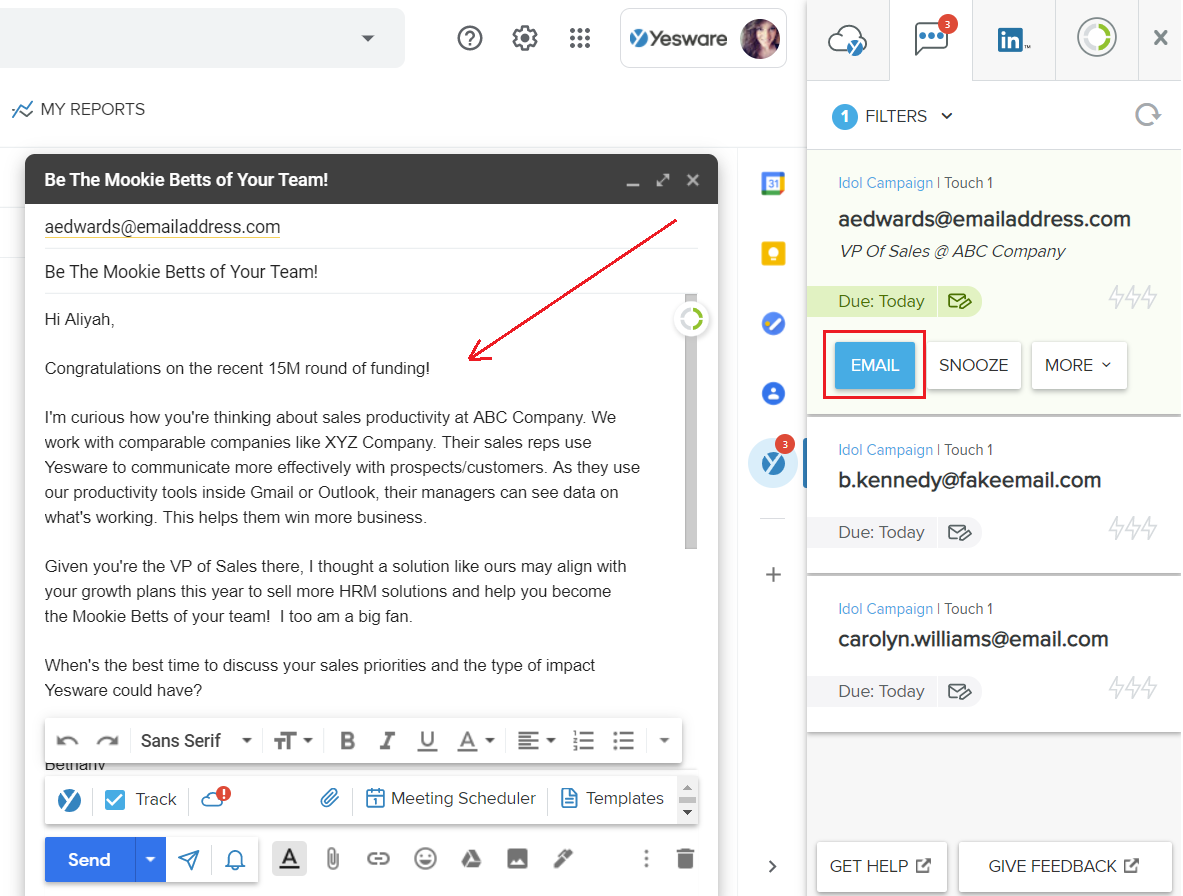 Yesware
3
in
TM
×
MY REPORTS
1 FILTERS
Be The Mookie Betts of Your Team!
aedwards@emailaddress.com
Be The Mookie Betts of Your Team!
Hi Aliyah,
Congratulations on the recent 15M round of funding!
I'm curious how you're thinking about sales productivity at ABC Company. We
work with comparable companies like XYZ Company. Their sales reps use
Yesware to communicate more effectively with prospects/customers. As they use
our productivity tools inside Gmail or Outlook, their managers can see data on
what's working. This helps them win more business.
Given you're the VP of Sales there, I thought a solution like ours may align with
your growth plans this year to sell more HRM solutions and help you become
the Mookie Betts of your team!  I too am a big fan.
When's the best time to discuss your sales priorities and the type of impact
Yesware could have?
Sans Serif
B I U A
Bethany
Track
!
1
Meeting Scheduler
Templates
Send
A
31
3
Idol Campaign | Touch 1
aedwards@emailaddress.com
VP Of Sales @ ABC Company
Due: Today
EMAIL SNOOZE MORE
Idol Campaign | Touch 1
b.kennedy@fakeemail.com
Due: Today
Idol Campaign | Touch 1
carolyn.williams@email.com
Due: Today
GET HELP GIVE FEEDBACK